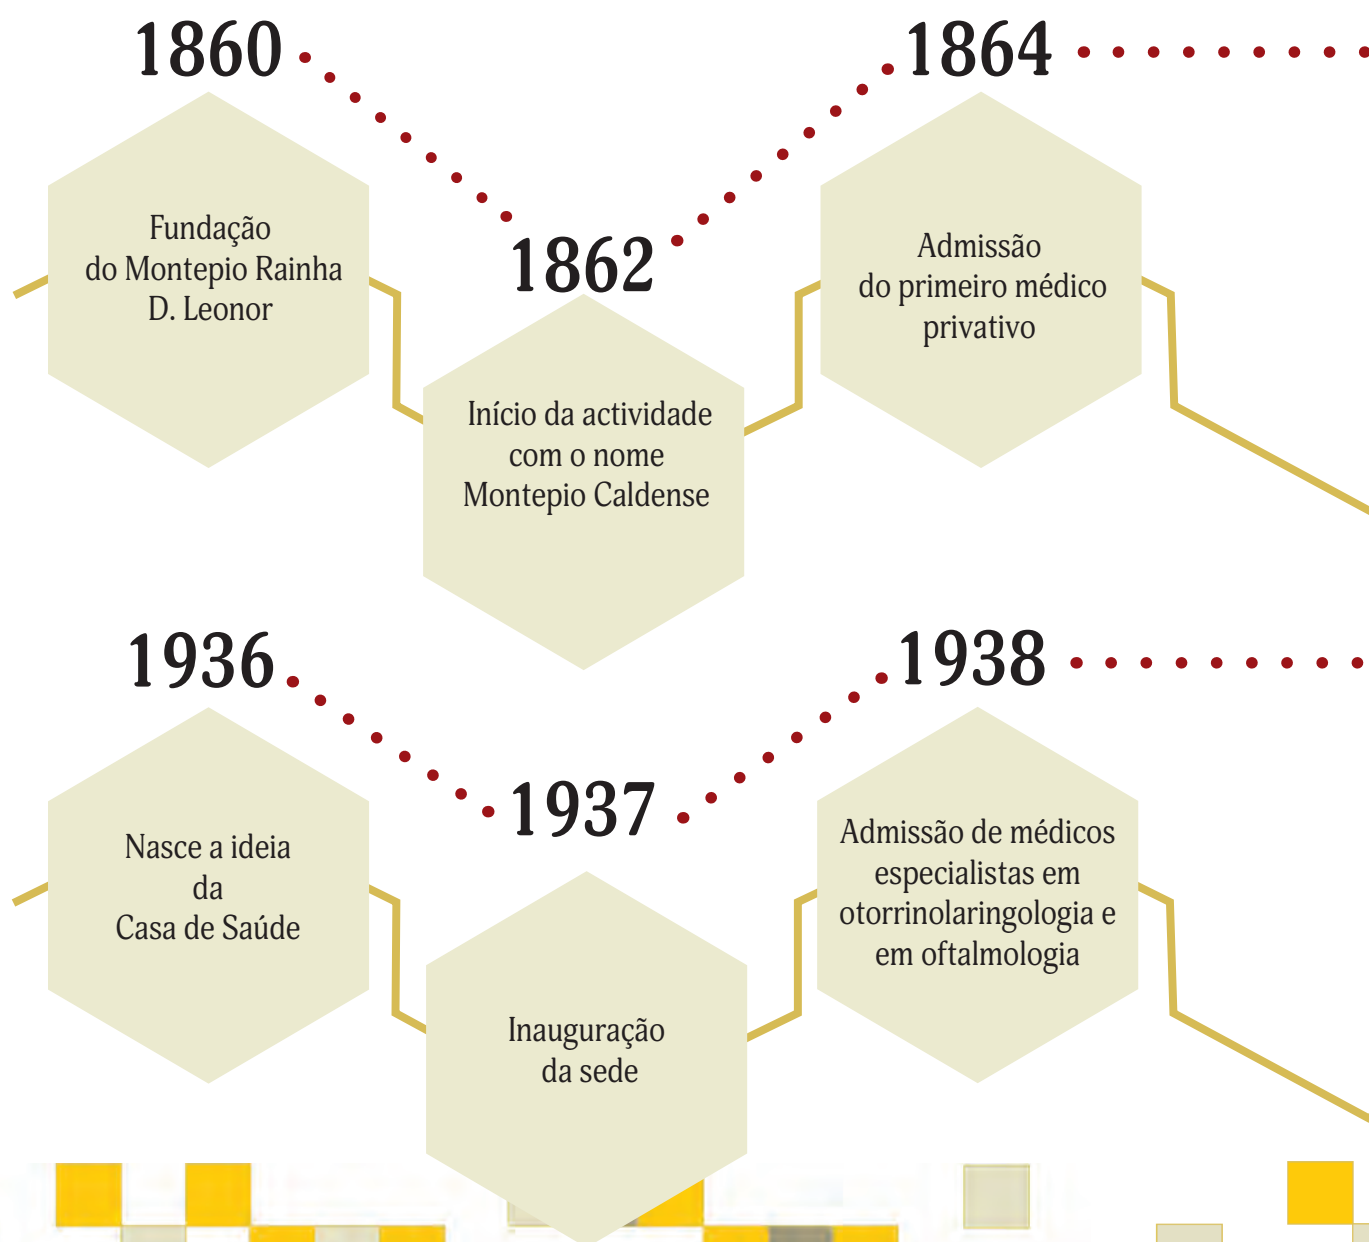 1860
Fundação
do Montepio Rainha
D. Leonor
1862
Início da actividade
com o nome
Montepio Caldense
1864
Admissão
do primeiro médico
privativo
1936
Nasce a ideia
da
Casa de Saúde
1937
Inauguração
da sede
1938
Admissão de médicos
especialistas em
otorrinolaringologia e
em oftalmologia